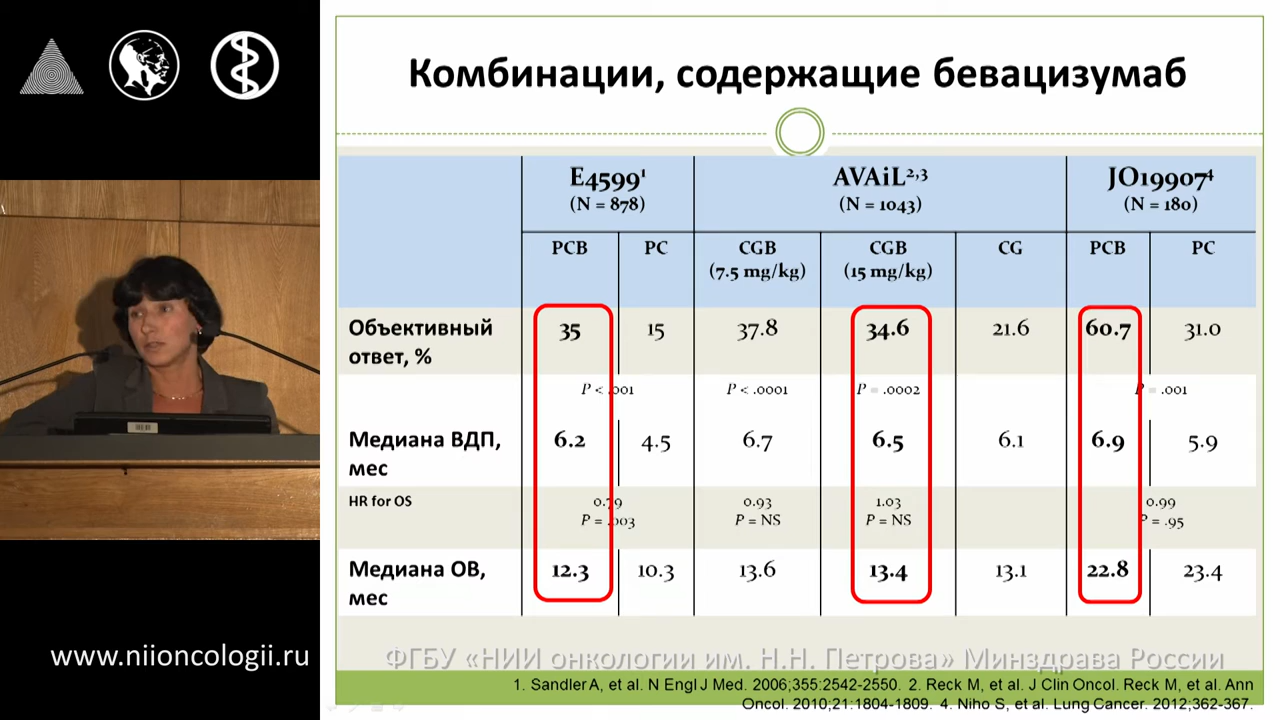 Комбинации, содержащие бевацизумаб
E4599¹ AVAiL²,³ JO19907⁴
(N = 878) (N = 1043) (N = 180)
PCB PC CGB CGB CG PCB PC
(7.5 mg/kg) (15 mg/kg)
Объективный 35 15 37.8 34.6 21.6 60.7 31.0
ответ, %
P < .001 P < .0001 P = .0002 P = .001
Медиана ВДП, 6.2 4.5 6.7 6.5 6.1 6.9 5.9
мес
HR for OS 0.79 0.93 1.03 0.99
P = .003 P = NS P = NS P = .95
Медиана ОВ, 12.3 10.3 13.6 13.4 13.1 22.8 23.4
мес
www.niioncologii.ru
ФГБУ «НИИ онкологии им. Н.Н. Петрова» Минздрава России
1. Sandler A, et al. N Engl J Med. 2006;355:2542-2550. 2. Reck M, et al. J Clin Oncol. Reck M, et al. Ann
Oncol. 2010;21:1804-1809. 4. Niho S, et al. Lung Cancer. 2012;362-367.